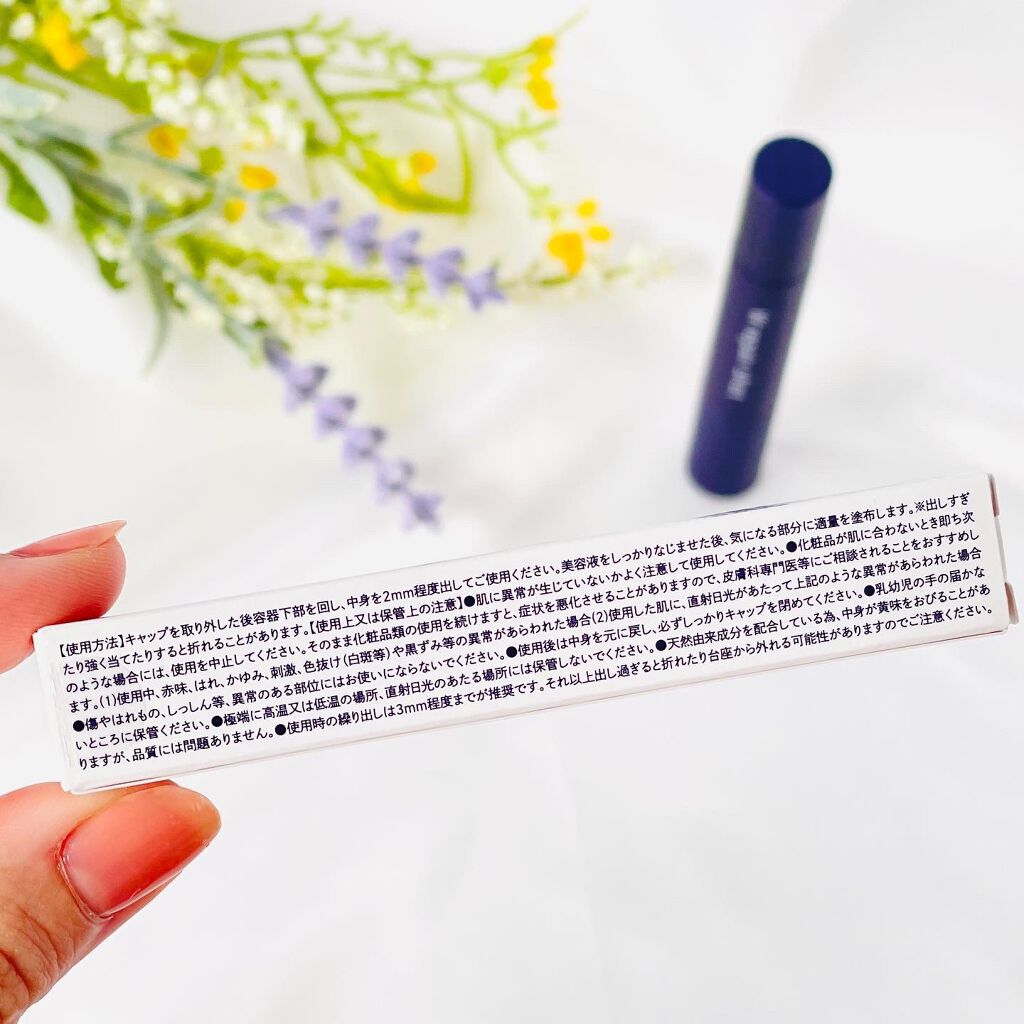 【使用方法】キャップを取り外した後容器下部を回し、中身を2mm程度出してご使用ください。美容液をしっかりなじませた後、気になる部分に適量を塗布します。※出しすぎ
たり強く当てたりすると折れることがあります。【使用上又は保管上の注意】●肌に異常が生じていないかよく注意して使用してください。●化粧品が肌に合わないとき即ち次
のような場合には、使用を中止してください。そのまま化粧品類の使用を続けますと、症状を悪化させることがありますので、皮膚科専門医等にご相談されることをおすすめし
ます。(1)使用中、赤味、はれ、かゆみ、刺激、色抜け(白斑等)や黒ずみ等の異常があらわれた場合(2)使用した肌に、直射日光があたって上記のような異常があらわれた場合
●傷やはれもの、しっしん等、異常のある部位にはお使いにならないでください。●使用後は中身を元に戻し、必ずしっかりキャップを閉めてください。●乳幼児の手の届かな
いところに保管ください。●極端に高温又は低温の場所、直射日光のあたる場所には保管しないでください。●天然由来成分を配合している為、中身が黄味をおびることがあ
りますが、品質には問題ありません。●使用時の繰り出しは3mm程度までが推奨です。それ以上出し過ぎると折れたり台座から外れる可能性がありますのでご注意ください。